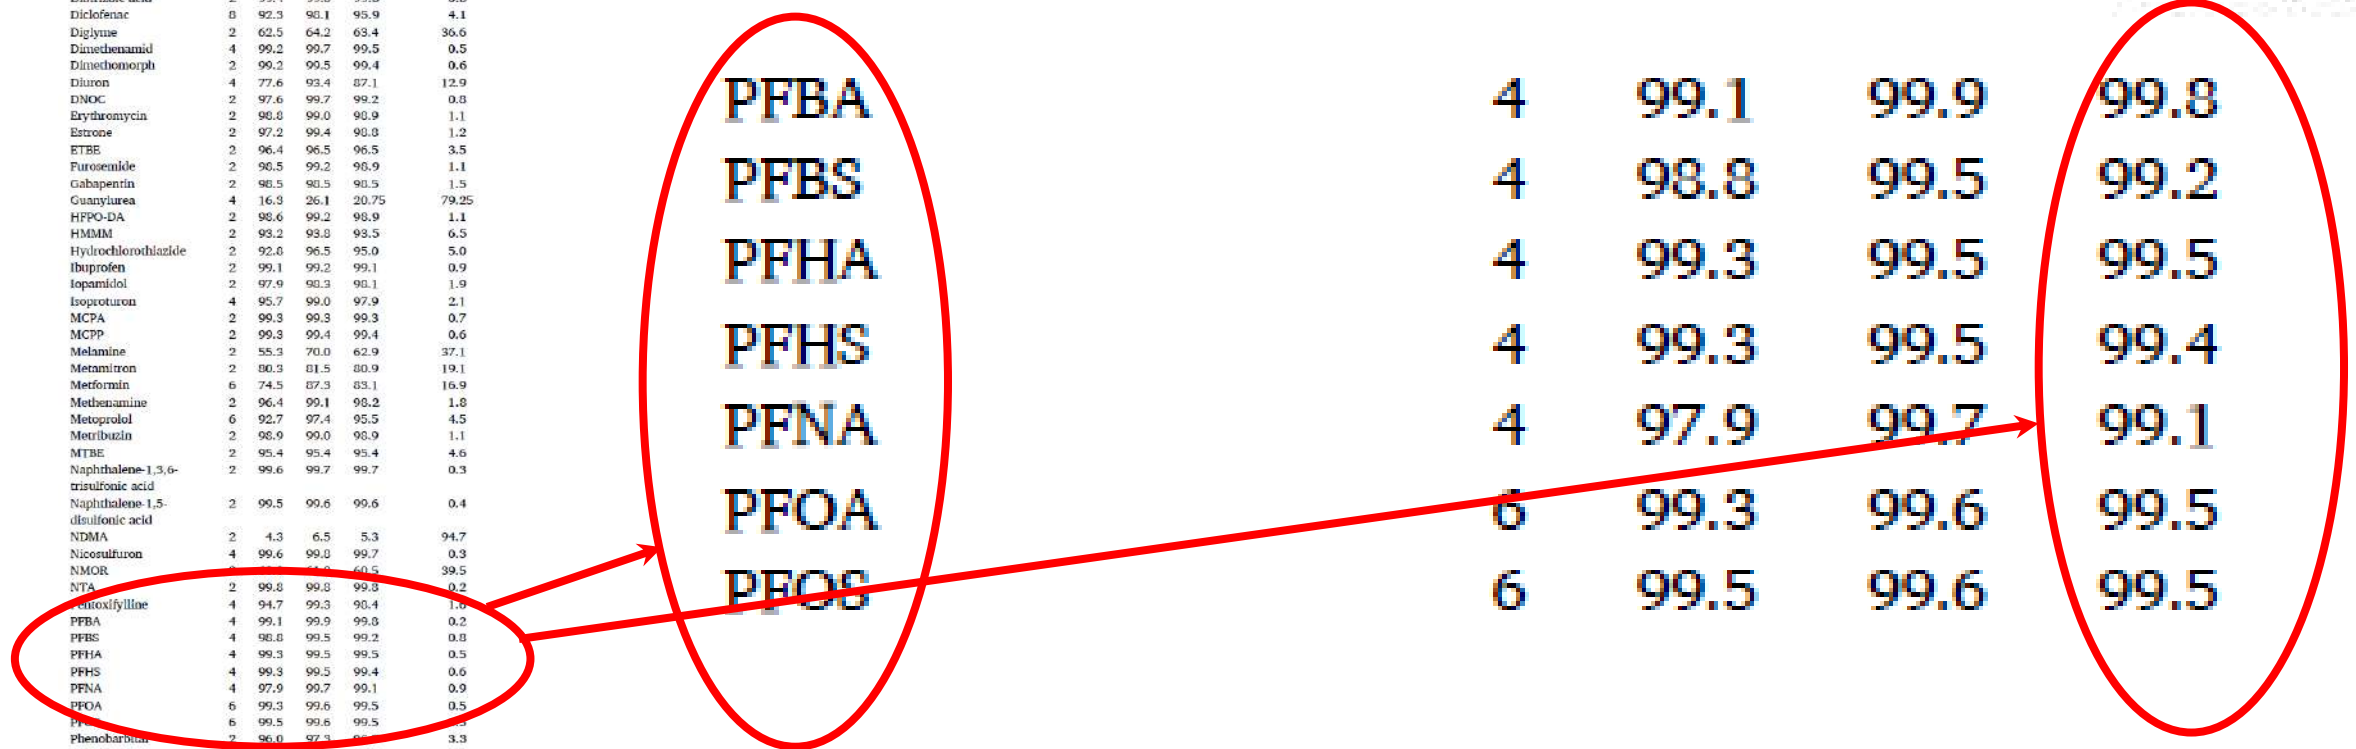 Diclofenac 8 92.3 98.1 95.9 4.1
Diglyme 2 62.5 64.2 63.4 36.6
Dimethenamid 4 99.2 99.7 99.5 0.5
Dimethomorph 2 99.2 99.5 99.4 0.6
Diuron 4 77.6 93.4 87.1 12.9
DNOC 2 97.6 99.7 99.2 0.8
Erythromycin 2 98.8 99.0 98.9 1.1
Estrone 2 97.2 99.4 98.8 1.2
ETBE 2 96.4 96.5 96.5 3.5
Furosemide 2 98.5 99.2 98.9 1.1
Gabapentin 2 98.5 98.5 98.5 1.5
Guanylurea 4 16.3 26.1 20.75 79.25
HFPO-DA 2 98.6 99.2 98.9 1.1
HMMM 2 93.2 93.8 93.5 6.5
Hydrochlorothiazide 2 92.8 96.5 95.0 5.0
Ibuprofen 2 99.1 99.2 99.1 0.9
Iopamidol 2 97.9 98.3 98.1 1.9
Isoproturon 4 95.7 99.0 97.9 2.1
MCPA 2 99.3 99.3 99.3 0.7
MCPP 2 99.3 99.4 99.4 0.6
Melamine 2 55.3 70.0 62.9 37.1
Metamitron 2 80.3 81.5 80.9 19.1
Metformin 6 74.5 87.3 83.1 16.9
Methenamine 2 96.4 99.1 98.2 1.8
Metoprolol 6 92.7 97.4 95.5 4.5
Metribuzin 2 98.9 99.0 98.9 1.1
MTBE 2 95.4 95.4 95.4 4.6
Naphthalene-1,3,6- 2 99.6 99.7 99.7 0.3
trisulfonic acid
Naphthalene-1,5- 2 99.5 99.6 99.6 0.4
disulfonic acid
NDMA 2 4.3 6.5 5.3 94.7
Nicosulfuron 4 99.6 99.8 99.7 0.3
NMOR 60.5 39.5
NTA 2 99.8 99.8 99.8 0.2
Pentoxifylline 4 94.7 99.3 98.4 1.6
PFBA 4 99.1 99.9 99.8 0.2
PFBS 4 98.8 99.5 99.2 0.8
PFHA 4 99.3 99.5 99.5 0.5
PFHS 4 99.3 99.5 99.4 0.6
PFNA 4 97.9 99.7 99.1 0.9
PFOA 6 99.3 99.6 99.5 0.5
PFOS 6 99.5 99.6 99.5
Phenobarbital 2 96.0 97.3 3.3
PFBA 4 99.1 99.9 99.8
PFBS 4 98.8 99.5 99.2
PFHA 4 99.3 99.5 99.5
PFHS 4 99.3 99.5 99.4
PFNA 4 97.9 99.7 99.1
PFOA 6 99.3 99.6 99.5
PFOS 6 99.5 99.6 99.5